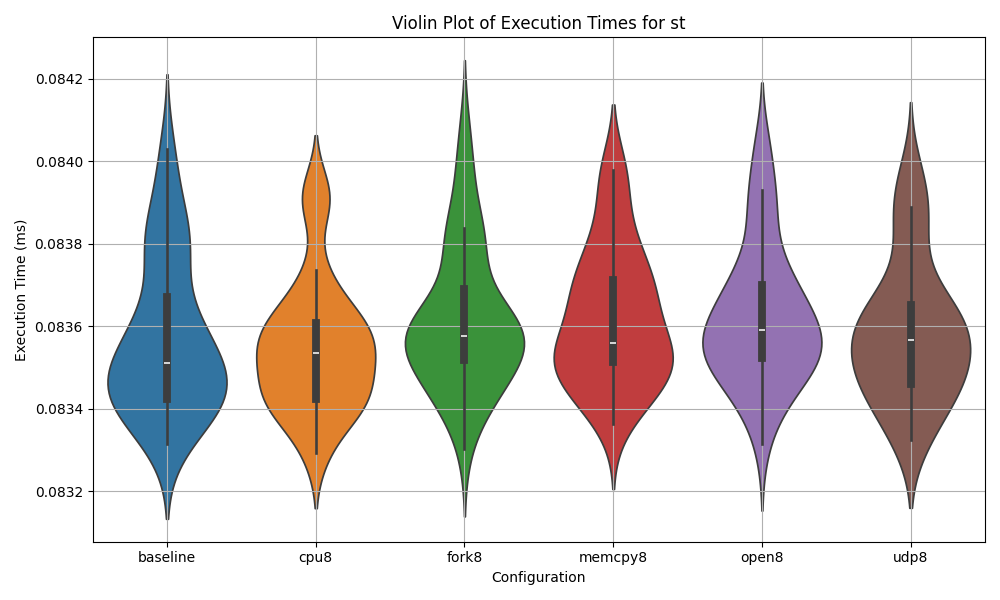 Violin Plot of Execution Times for st
Execution Time (ms)
0.0842
0.0840
0.0838
0.0836
0.0834
0.0832
baseline
cpu8
fork8
memcpy8
open8
udp8
Configuration